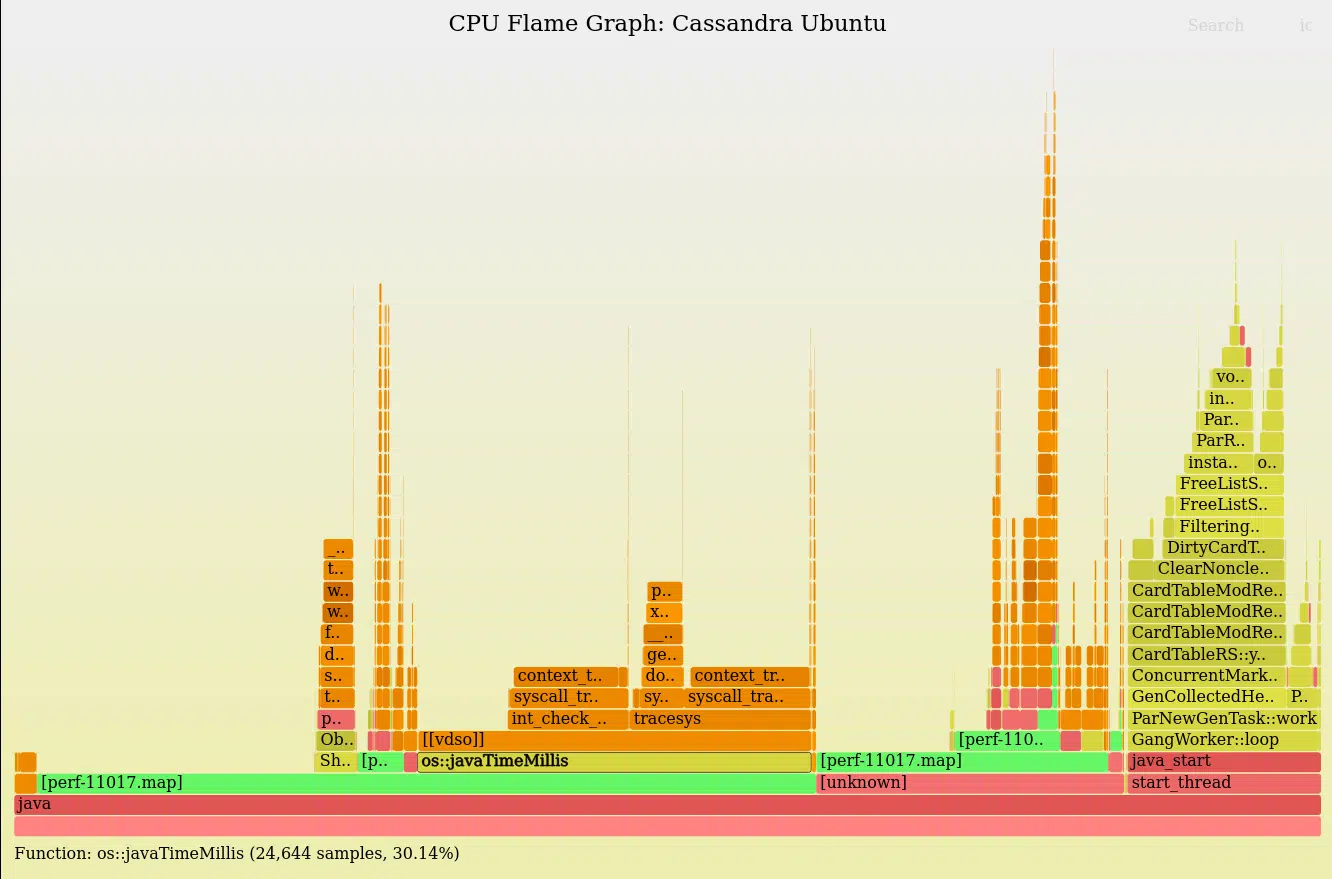 CPU Flame Graph: Cassandra Ubuntu
Search ic
vo..
in..
Par..
ParR..
insta.. o..
FreeListS..
FreeListS..
Filtering..
_.. DirtyCardT..
t.. ClearNoncle..
w.. p.. CardTableModRe..
w.. x.. CardTableModRe..
f.. __.. CardTableModRe..
d.. ge.. CardTableRS::y..
s.. context_t.. do.. context_tr.. ConcurrentMark..
t.. syscall_tr.. sy.. syscall_tra.. GenCollectedHe.. P..
p.. int_check_.. tracesys ParNewGenTask::work
Ob.. [[vdso]] [perf-110.. GangWorker::loop
Sh.. [p.. os::javaTimeMillis [perf-11017.map] java_start
[perf-11017.map] [unknown] start_thread
java
Function: os::javaTimeMillis (24,644 samples, 30.14%)